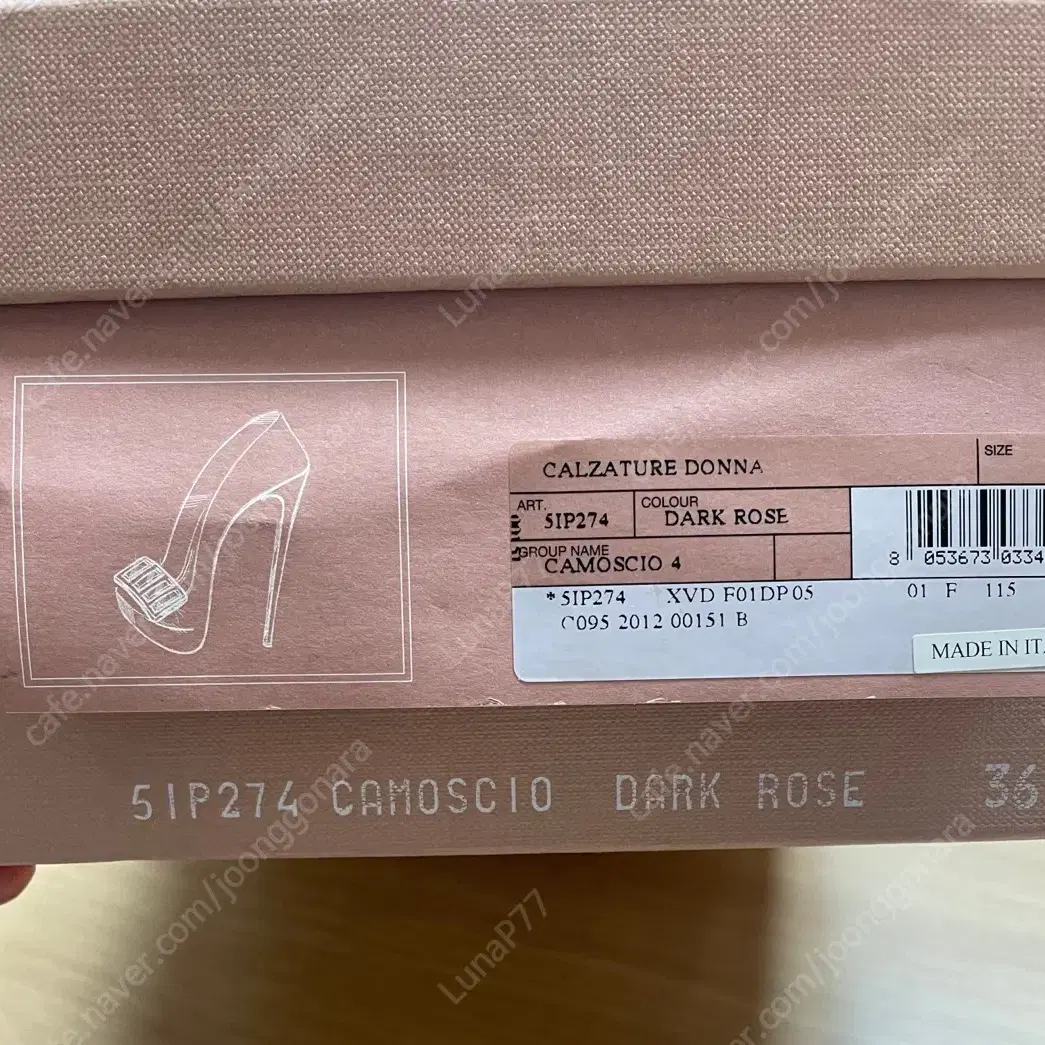 CALZATURE DONNA
SIZE
ART.
5IP274
COLOUR
DARK ROSE
GROUP NAME
CAMOSCIO 4
8 053673 0334
*5IP274 XVD F01DP05 01 F 115
C095 2012 00151 B
MADE IN IT
5IP274 CAMOSCIO DARK ROSE 36
cafe.naver.com/joonggonara
LunaP77